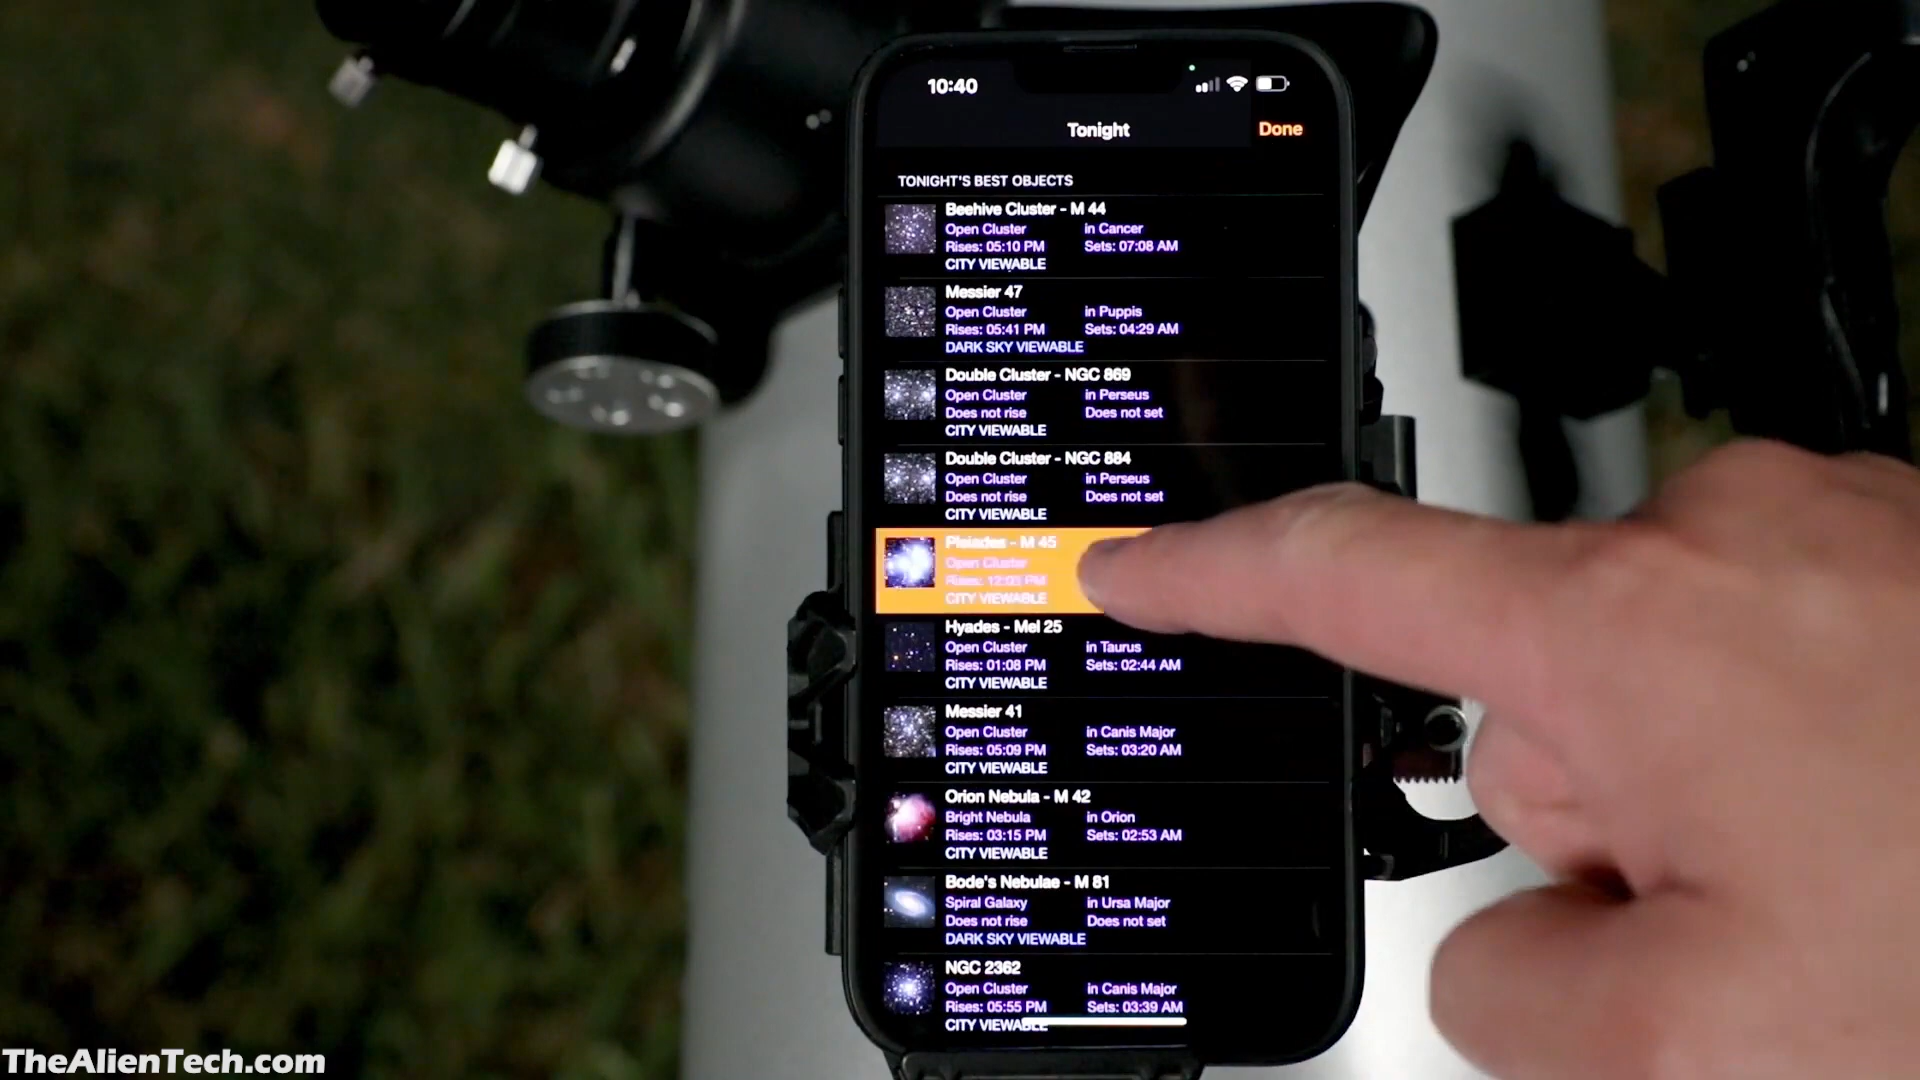 10:40
Tonight
Done
TONIGHT'S BEST OBJECTS
Beehive Cluster - M 44
Open Cluster in Cancer
Rises: 05:10 PM Sets: 07:08 AM
CITY VIEWABLE
Messier 47
Open Cluster in Puppis
Rises: 05:41 PM Sets: 04:29 AM
DARK SKY VIEWABLE
Double Cluster - NGC 869
Open Cluster in Perseus
Does not rise Does not set
CITY VIEWABLE
Double Cluster - NGC 884
Open Cluster in Perseus
Does not rise Does not set
CITY VIEWABLE
Pleiades - M 45
Open Cluster
Rises: PM
CITY VIEWABLE
Hyades - Mel 25
Open Cluster in Taurus
Rises: 01:08 PM Sets: 02:44 AM
CITY VIEWABLE
Messier 41
Open Cluster in Canis Major
Rises: 05:09 PM Sets: 03:20 AM
CITY VIEWABLE
Orion Nebula - M 42
Bright Nebula in Orion
Rises: 03:15 PM Sets: 02:53 AM
CITY VIEWABLE
Bode's Nebulae - M 81
Spiral Galaxy in Ursa Major
Does not rise Does not set
DARK SKY VIEWABLE
NGC 2362
Open Cluster in Canis Major
Rises: 05:55 PM Sets: 03:39 AM
CITY VIEWABLE
TheAlienTech.com